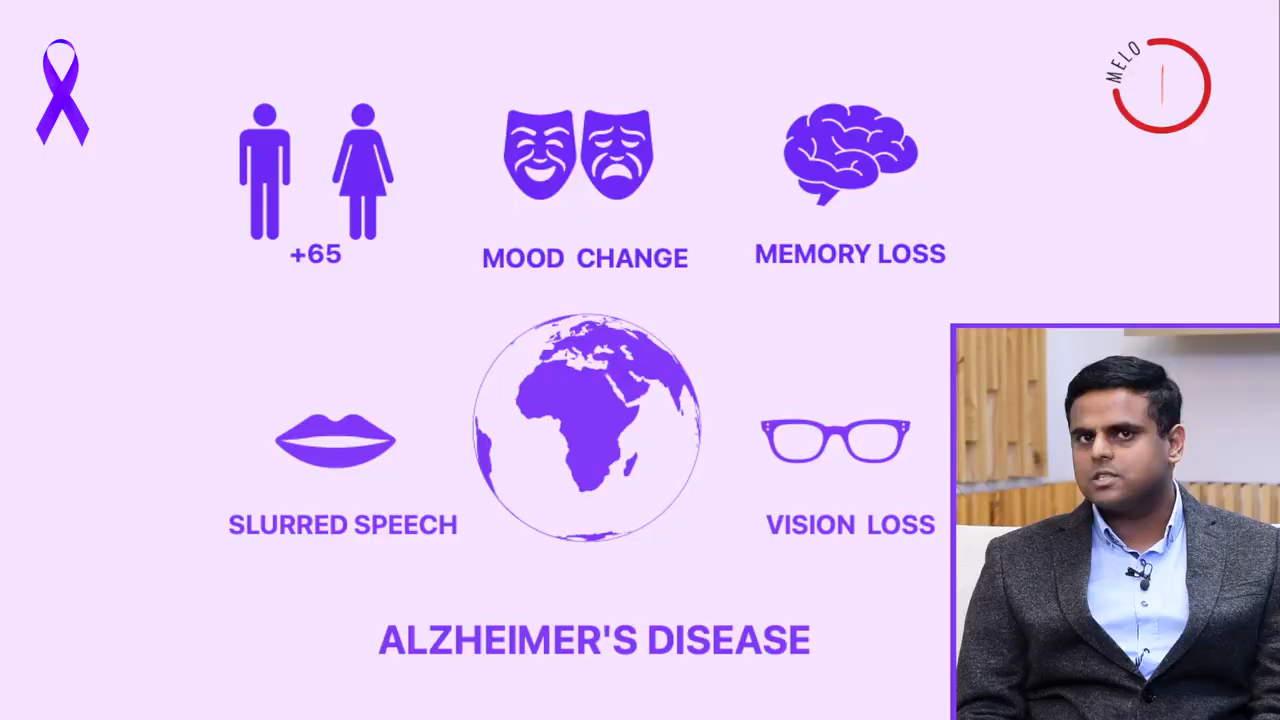 MELO
+65
MOOD CHANGE
MEMORY LOSS
SLURRED SPEECH
VISION LOSS
ALZHEIMER'S DISEASE